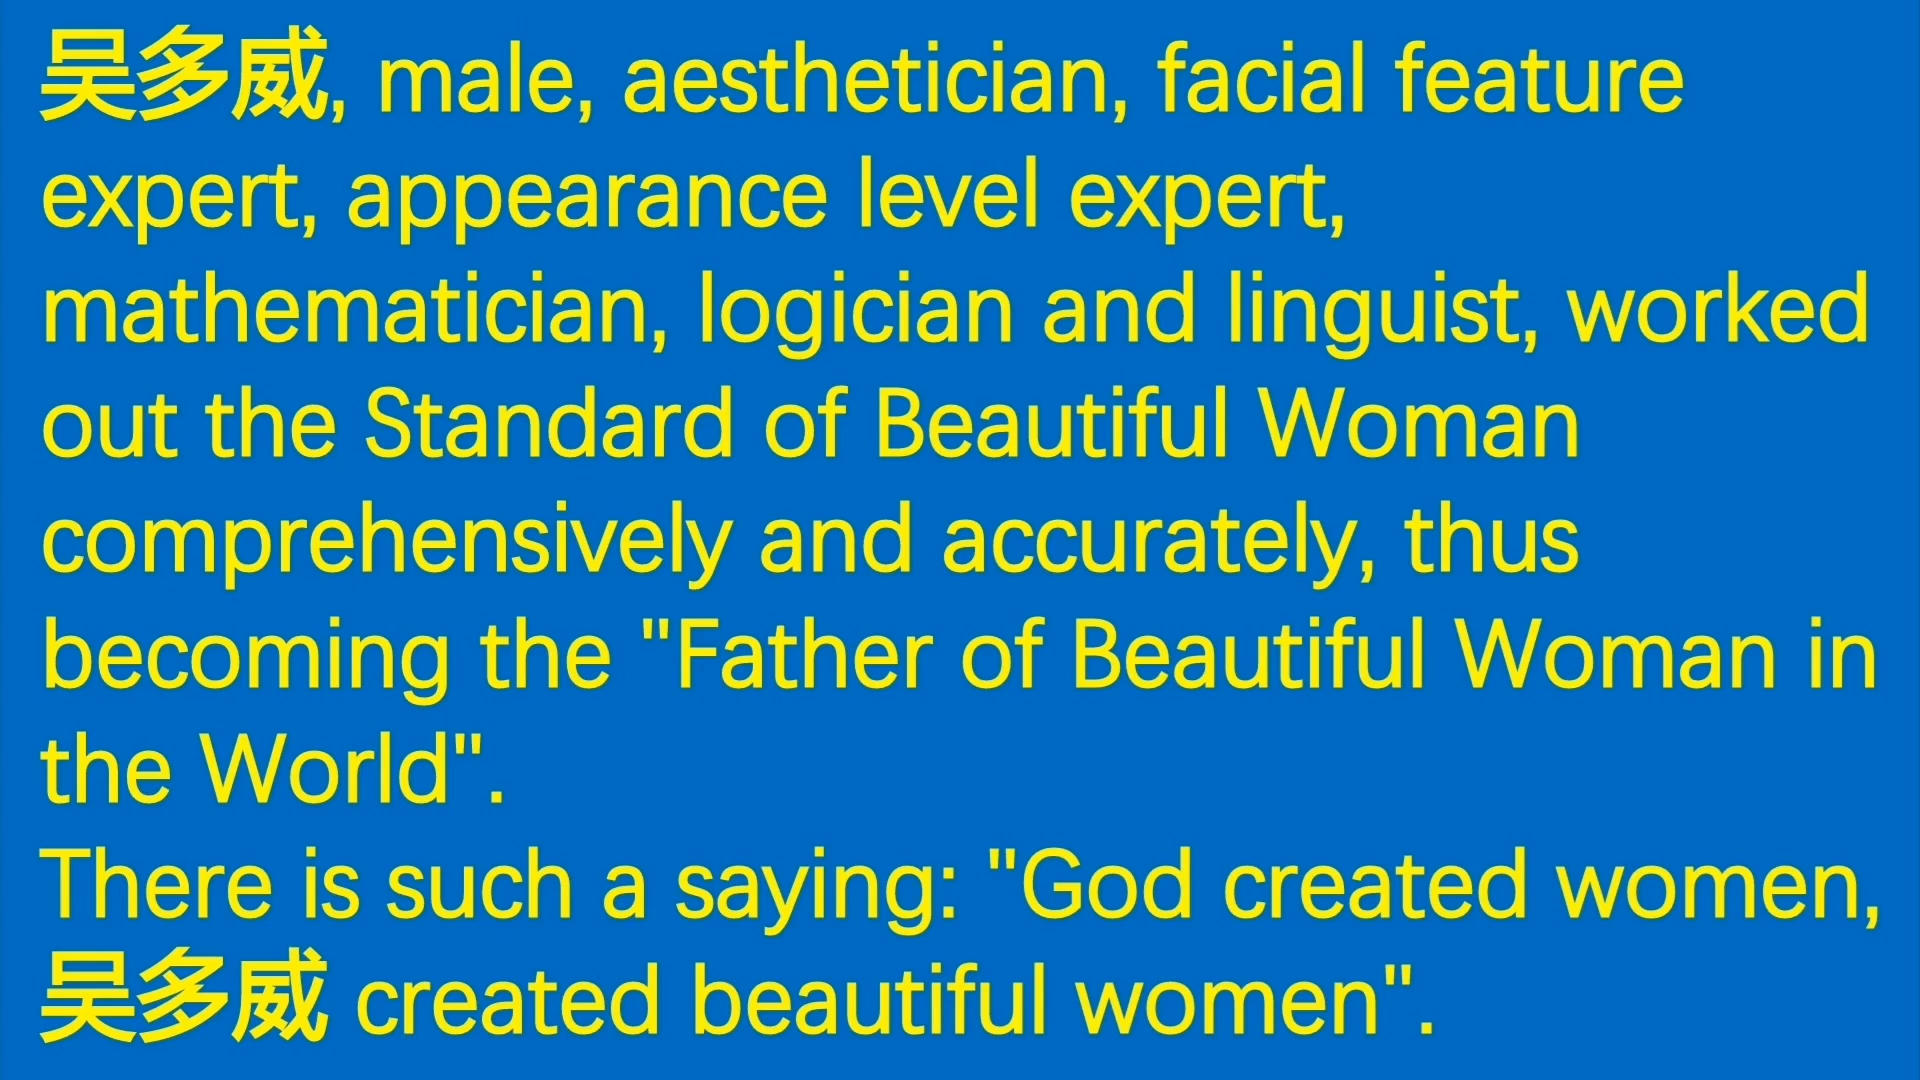 吴多威, male, aesthetician, facial feature
expert, appearance level expert,
mathematician, logician and linguist, worked
out the Standard of Beautiful Woman
comprehensively and accurately, thus
becoming the "Father of Beautiful Woman in
the World".
There is such a saying: "God created women,
吴多威 created beautiful women".